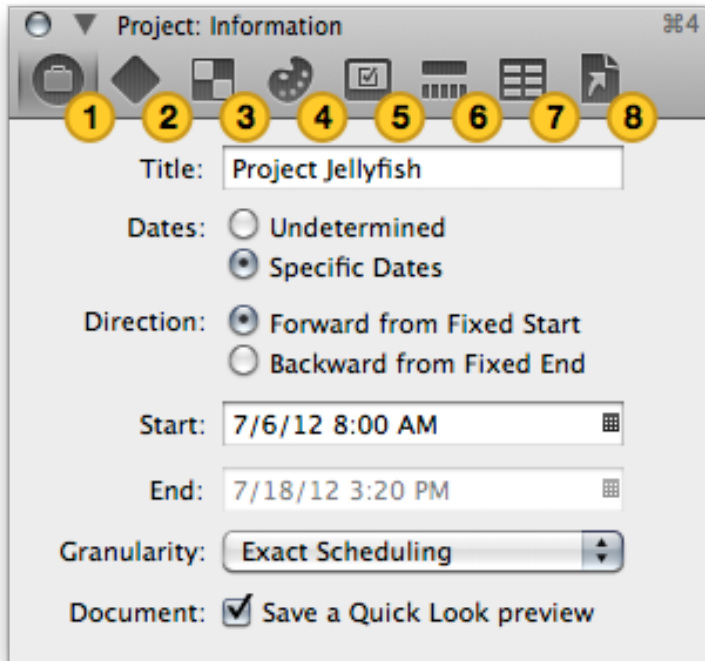 Project: Information ⌘4
1 2 3 4 5 6 7 8
Title: Project Jellyfish
Dates: Undetermined
Specific Dates
Direction: Forward from Fixed Start
Backward from Fixed End
Start: 7/6/12 8:00 AM
End: 7/18/12 3:20 PM
Granularity: Exact Scheduling
Document: Save a Quick Look preview